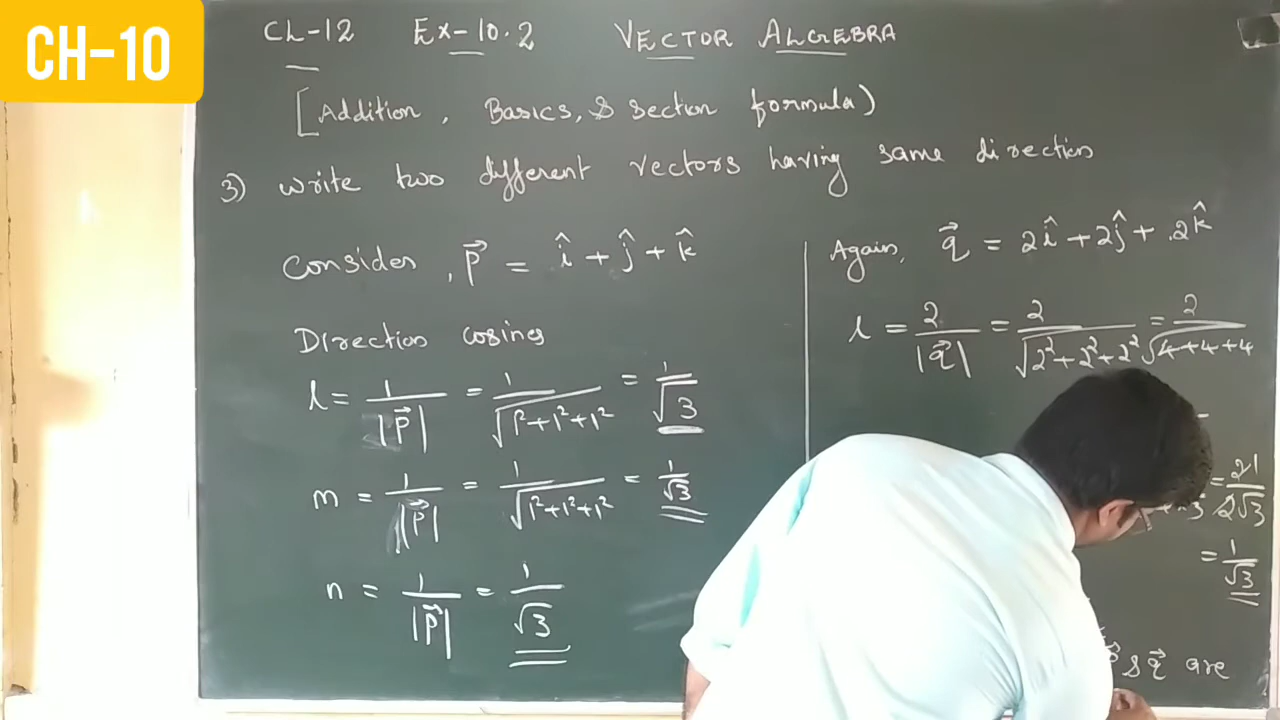 CH-10
CL-12 Ex-10.2 VECTOR ALGEBRA
[Addition, Basics, & section formula)
3) write two different vectors having same direction
Consider, p⃗ = î + ĵ + k̂
Direction cosines
l = 1/|p⃗| = 1/√1²+1²+1² = 1/√3
m = 1/|p⃗| = 1/√1²+1²+1² = 1/√3
n = 1/|p⃗| = 1/√3
Again, q⃗ = 2î + 2ĵ + 2k̂
l = 2/|q⃗| = 2/√2²+2²+2² = 2/√4+4+4
= 21/2√3
= 1/√3
& q⃗ are